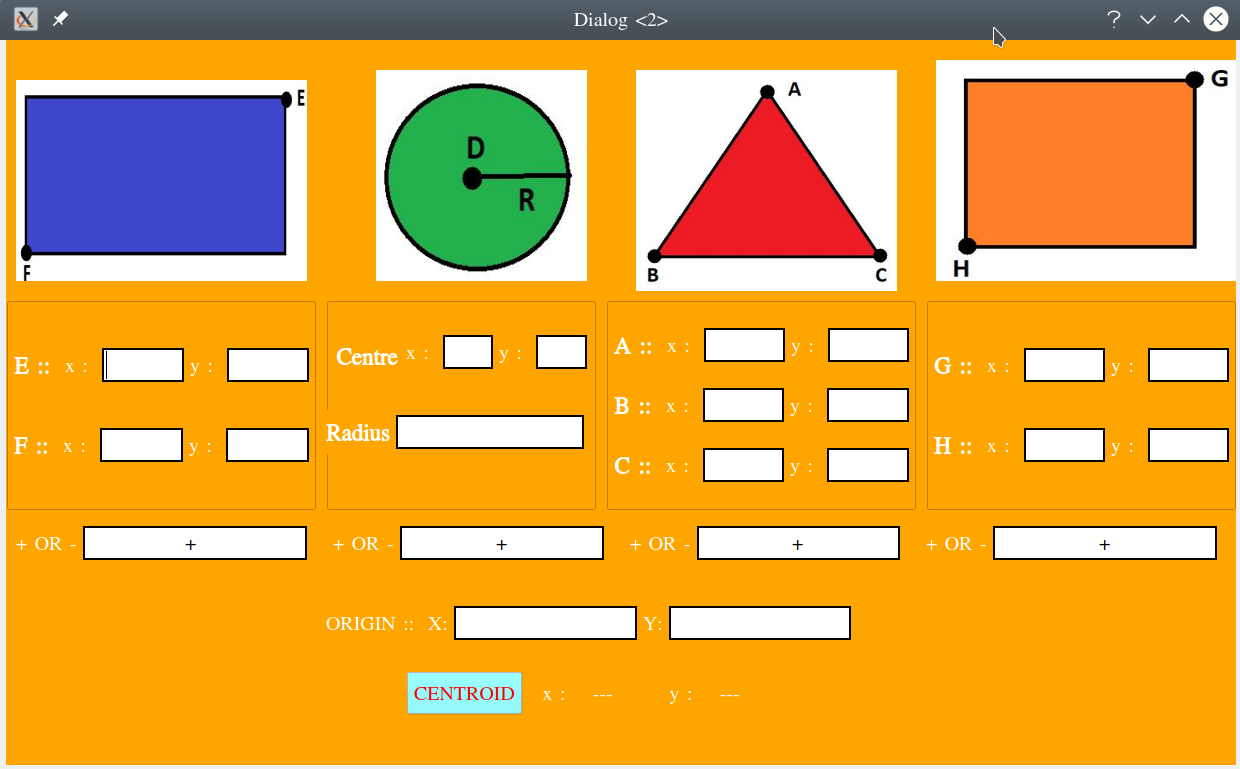 Dialog <2>
E
F
D
R
A
B
C
G
H
E :: x : y :
F :: x : y :
Centre x : y :
Radius
A :: x : y :
B :: x : y :
C :: x : y :
G :: x : y :
H :: x : y :
+ OR - +
+ OR - +
+ OR - +
+ OR - +
ORIGIN :: X: Y:
CENTROID x : --- y : ---